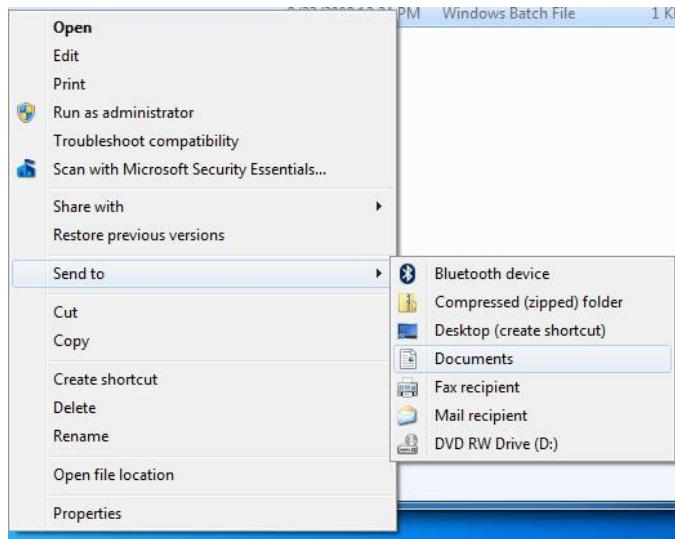 PM Windows Batch File 1 K
Open
Edit
Print
Run as administrator
Troubleshoot compatibility
Scan with Microsoft Security Essentials...
Share with
Restore previous versions
Send to
Cut
Copy
Create shortcut
Delete
Rename
Open file location
Properties
Bluetooth device
Compressed (zipped) folder
Desktop (create shortcut)
Documents
Fax recipient
Mail recipient
DVD RW Drive (D:)